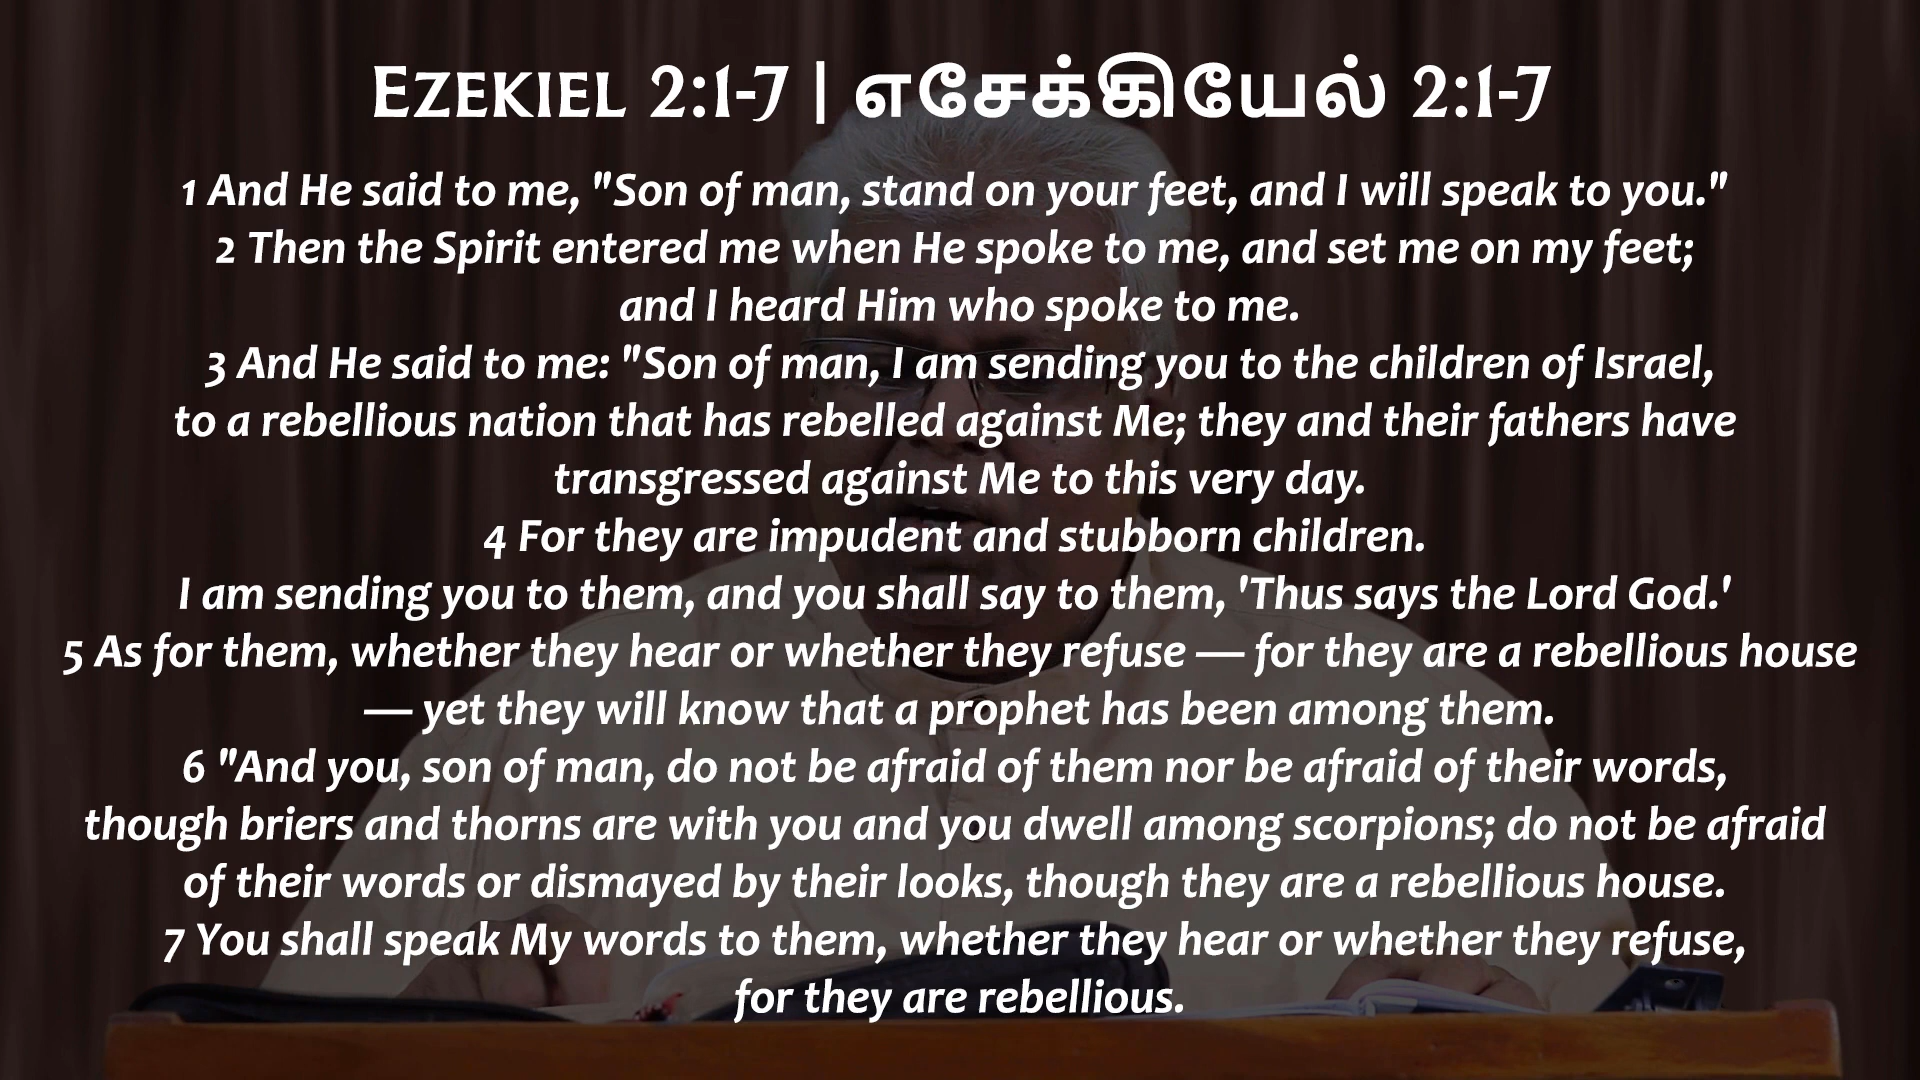 Ezekiel 2:1-7 | எசேக்கியேல் 2:1-7
1 And He said to me, "Son of man, stand on your feet, and I will speak to you."
2 Then the Spirit entered me when He spoke to me, and set me on my feet;
and I heard Him who spoke to me.
3 And He said to me: "Son of man, I am sending you to the children of Israel,
to a rebellious nation that has rebelled against Me; they and their fathers have
transgressed against Me to this very day.
4 For they are impudent and stubborn children.
I am sending you to them, and you shall say to them, 'Thus says the Lord God.'
5 As for them, whether they hear or whether they refuse — for they are a rebellious house
— yet they will know that a prophet has been among them.
6 "And you, son of man, do not be afraid of them nor be afraid of their words,
though briers and thorns are with you and you dwell among scorpions; do not be afraid
of their words or dismayed by their looks, though they are a rebellious house.
7 You shall speak My words to them, whether they hear or whether they refuse,
for they are rebellious.